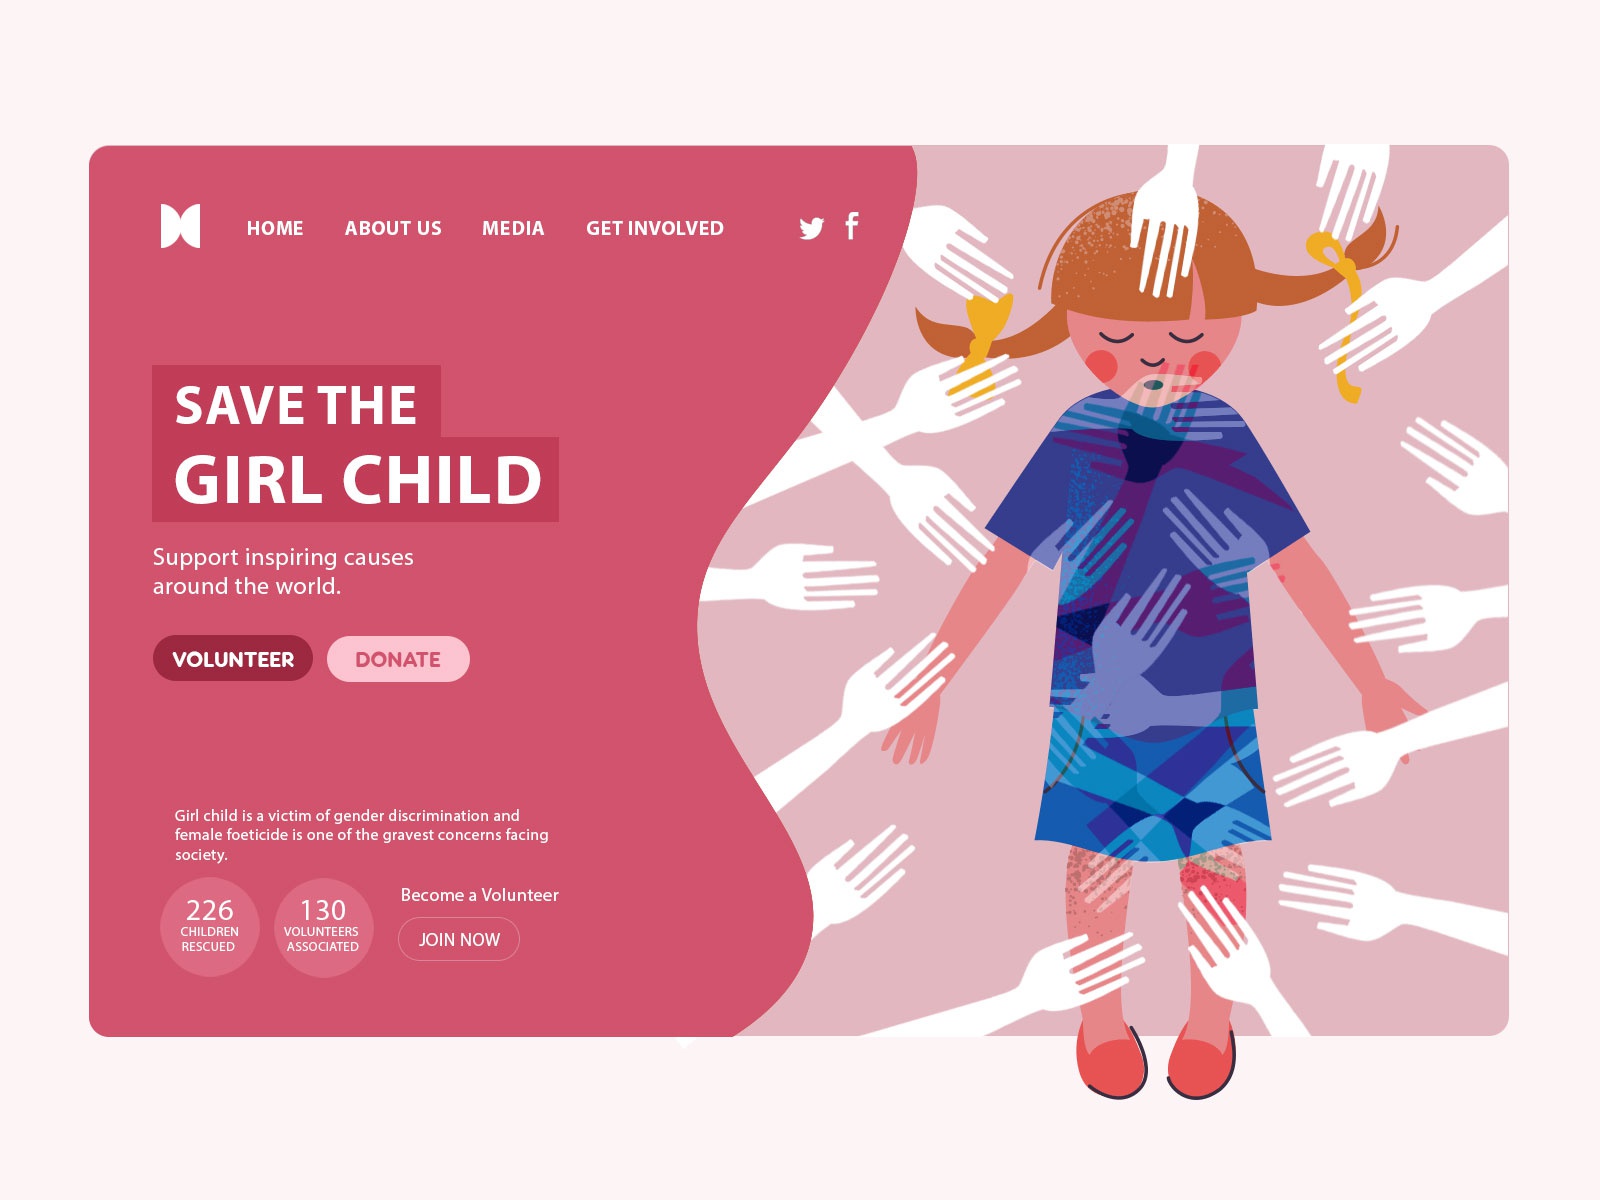 HOME ABOUT US MEDIA GET INVOLVED
SAVE THE
GIRL CHILD
Support inspiring causes
around the world.
VOLUNTEER DONATE
Girl child is a victim of gender discrimination and
female foeticide is one of the gravest concerns facing
society.
226
CHILDREN
RESCUED
130
VOLUNTEERS
ASSOCIATED
Become a Volunteer
JOIN NOW